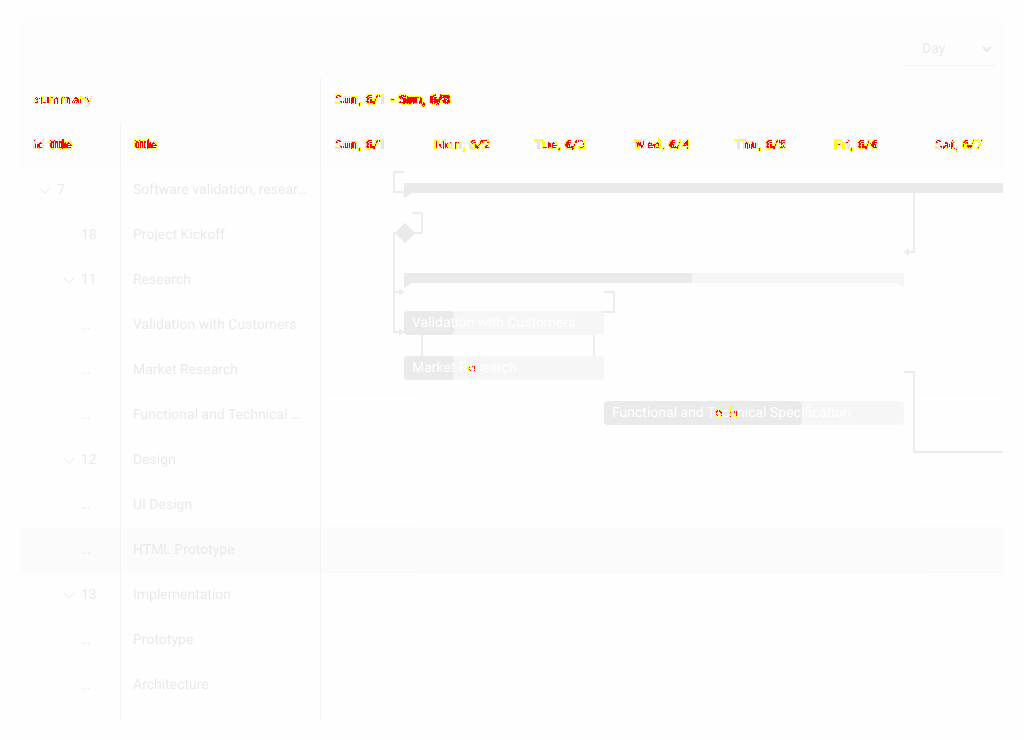 Day
summary
Sun, 6/1 - Sun, 6/8
id title
title
Sun, 6/1
Mon, 6/2
Tue, 6/3
Wed, 6/4
Thu, 6/5
Fri, 6/6
Sat, 6/7
7
Software validation, resear...
18
Project Kickoff
11
Research
...
Validation with Customers
Validation with Customers
...
Market Research
Market Research
...
Functional and Technical ...
Functional and Technical Specification
12
Design
...
UI Design
...
HTML Prototype
13
Implementation
...
Prototype
...
Architecture